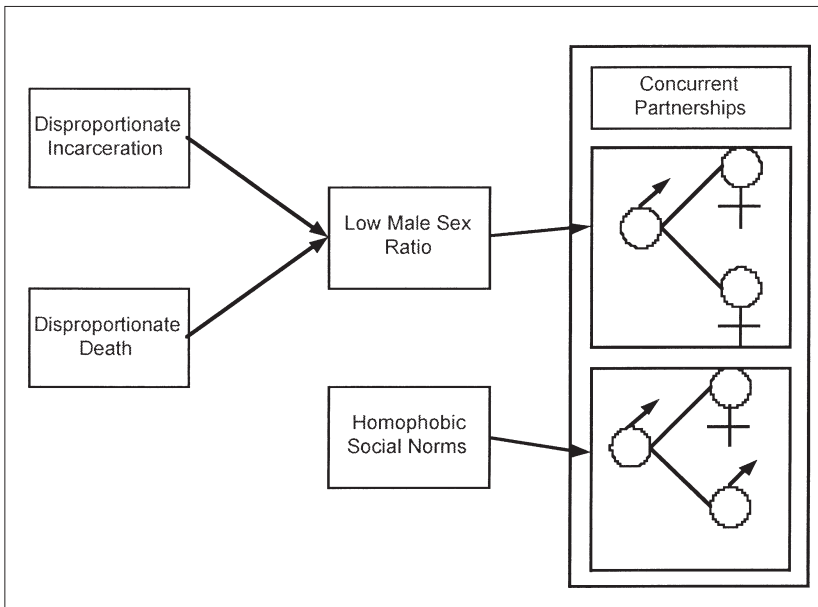 Disproportionate
Incarceration
Disproportionate
Death
Low Male Sex
Ratio
Homophobic
Social Norms
Concurrent
Partnerships